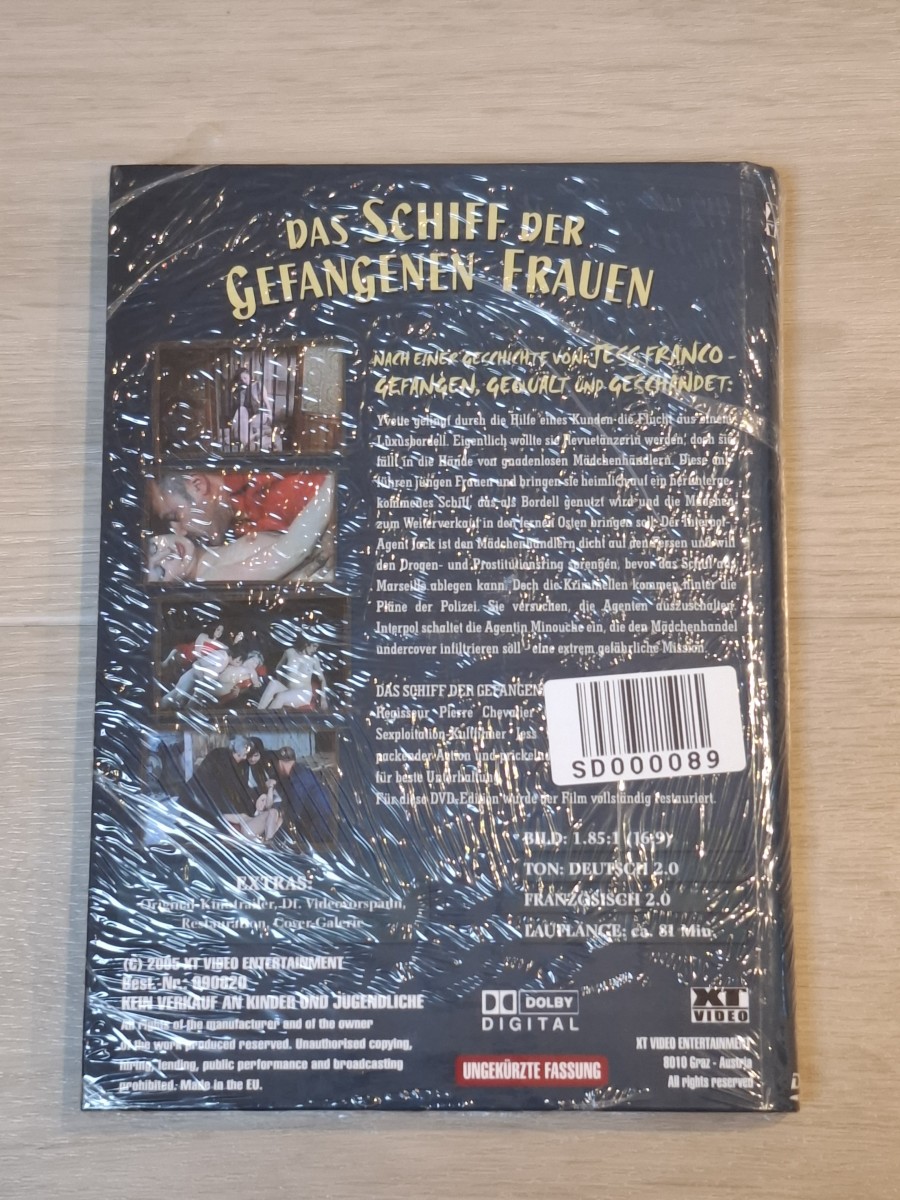 DAS SCHIFF DER
GEFANGENEN FRAUEN
NACH EINER GESCHICHTE VON: JESS FRANCO -
GEFANGEN, GEQUÄLT UND GESCHÄNDET:
Yvette gelingt durch die Hilfe eines Kunden die Flucht aus einem
Luxusbordell. Eigentlich wollte sie Revuetänzerin werden, doch sie
fällt in die Hände von gnadenlosen Mädchenhändlern. Diese ent-
führen jungen Frauen und bringen sie heimlich auf ein herunterge-
kommenes Schiff, das als Bordell genutzt wird und die Mädchen
zum Weiterverkauf in den fernen Osten bringen soll. Der Interpol-
Agent Jack ist den Mädchenhändlern dicht auf den Fersen und will
den Drogen- und Prostitutionsring sprengen, bevor das Schiff aus
Marseille ablegen kann. Doch die Kriminellen kommen hinter die
Pläne der Polizei. Sie versuchen, die Agenten auszuschalten.
Interpol schaltet die Agentin Minouche ein, die den Mädchenhandel
undercover infiltrieren soll - eine extrem gefährliche Mission.
DAS SCHIFF DER GEFANGEN
Regisseur Pierre Chevalier
Sexploitation-Kultfilmer Jess
packender Action und prickeln
für beste Unterhaltung
Für diese DVD-Edition wurde der Film vollständig restauriert.
SD000089
BILD: 1.85:1 (16:9)
TON: DEUTSCH 2.0
FRANZÖSISCH 2.0
LAUFLÄNGE: ca. 81 Min.
EXTRAS:
Original-Kinotrailer, Dt. Videovorspann,
Restauration, Cover-Galerie
(C) 2005 XT VIDEO ENTERTAINMENT
Best.-Nr.: 990820
KEIN VERKAUF AN KINDER UND JUGENDLICHE
All rights of the manufacturer and of the owner
of the work produced reserved. Unauthorised copying,
hiring, lending, public performance and broadcasting
prohibited. Made in the EU.
DOLBY
DIGITAL
UNGEKÜRZTE FASSUNG
XT
VIDEO
XT VIDEO ENTERTAINMENT
8010 Graz - Austria
All rights reserved